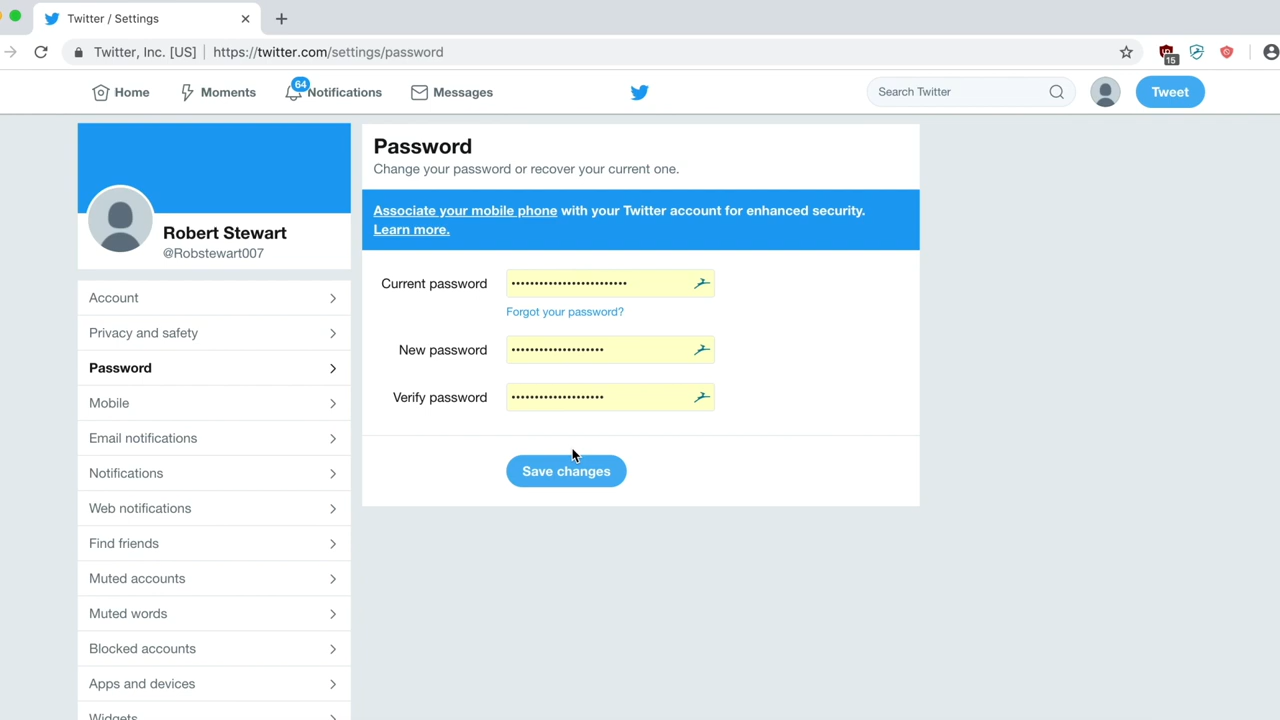 Twitter / Settings
Twitter, Inc. [US] | https://twitter.com/settings/password
15
Home
Moments
64
Notifications
Messages
Search Twitter
Tweet
Robert Stewart
@Robstewart007
Account
Privacy and safety
Password
Mobile
Email notifications
Notifications
Web notifications
Find friends
Muted accounts
Muted words
Blocked accounts
Apps and devices
Widgets
Password
Change your password or recover your current one.
Associate your mobile phone with your Twitter account for enhanced security.
Learn more.
Current password
Forgot your password?
New password
Verify password
Save changes